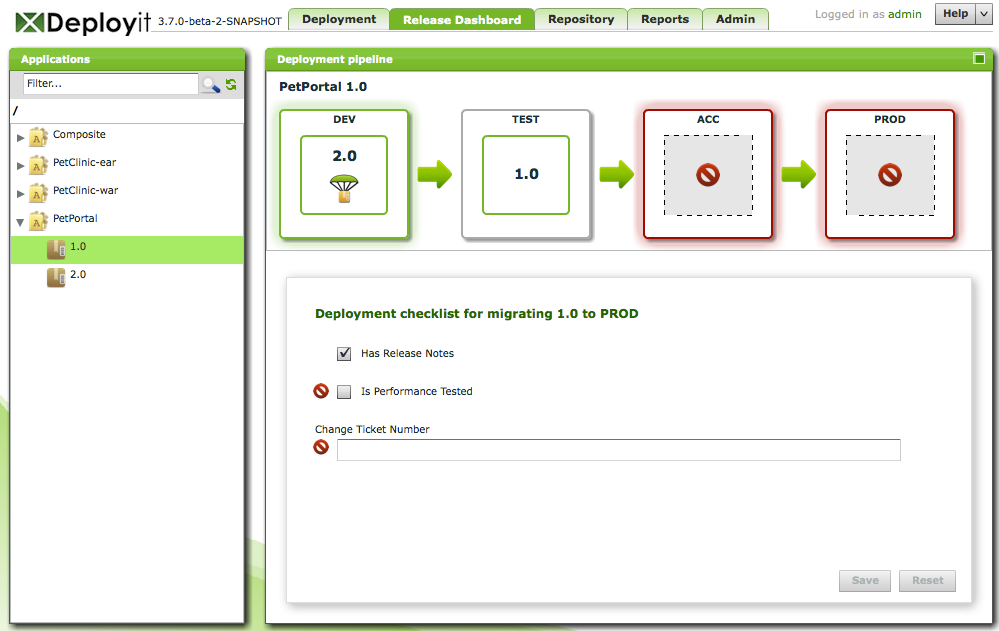 Deployit 3.7.0-beta-2-SNAPSHOT
Deployment
Release Dashboard
Repository
Reports
Admin
Logged in as admin
Help
Applications
Filter...
/
Composite
PetClinic-ear
PetClinic-war
PetPortal
1.0
2.0
Deployment pipeline
PetPortal 1.0
DEV
2.0
TEST
1.0
ACC
PROD
Deployment checklist for migrating 1.0 to PROD
Has Release Notes
Is Performance Tested
Change Ticket Number
Save
Reset